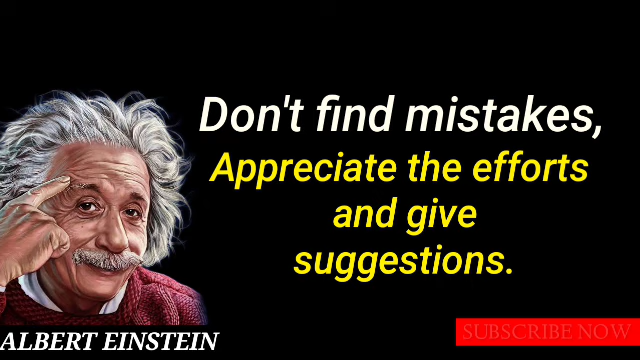 Don't find mistakes,
Appreciate the efforts
and give
suggestions.
ALBERT EINSTEIN
SUBSCRIBE NOW